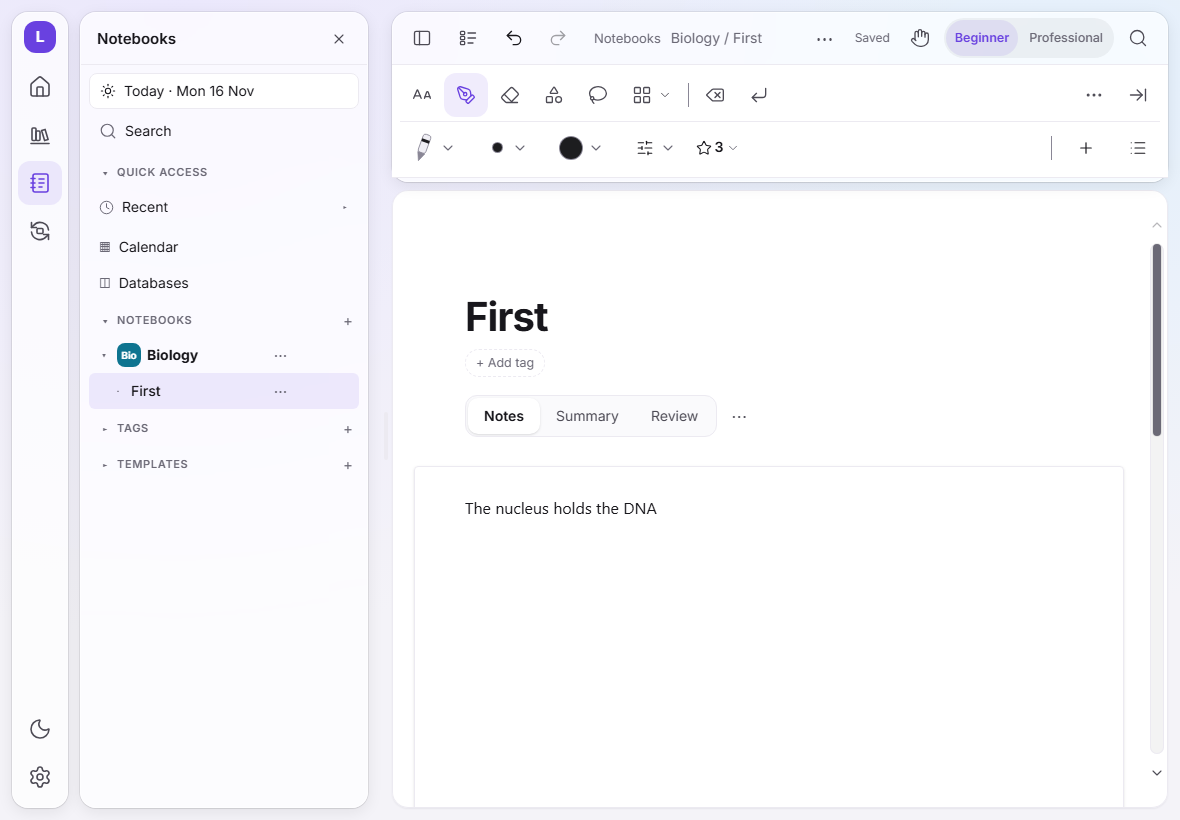 L
Notebooks
Today · Mon 16 Nov
Search
QUICK ACCESS
Recent
Calendar
Databases
NOTEBOOKS
Bio Biology
First
TAGS
TEMPLATES
Notebooks Biology / First
Saved
Beginner Professional
AA
3
First
+ Add tag
Notes Summary Review
The nucleus holds the DNA